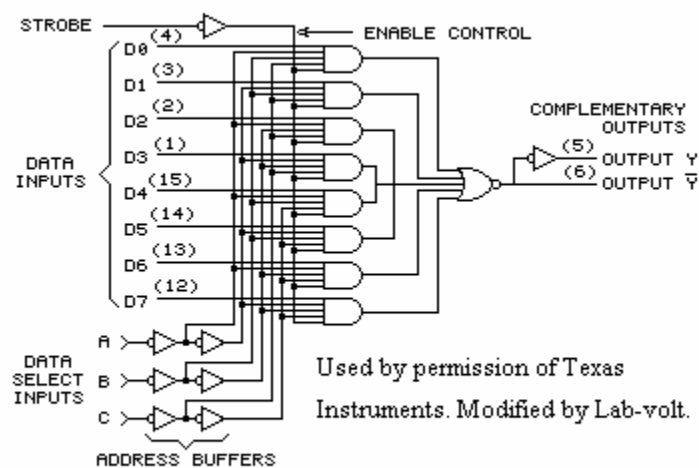 STROBE
ENABLE CONTROL
(4)
D0
(3)
D1
(2)
D2
(1)
D3
(15)
D4
(14)
D5
(13)
D6
(12)
D7
DATA
INPUTS
COMPLEMENTARY
OUTPUTS
(5)
OUTPUT Y
(6)
OUTPUT Y̅
A
B
C
DATA
SELECT
INPUTS
ADDRESS BUFFERS
Used by permission of Texas
Instruments. Modified by Lab-volt.